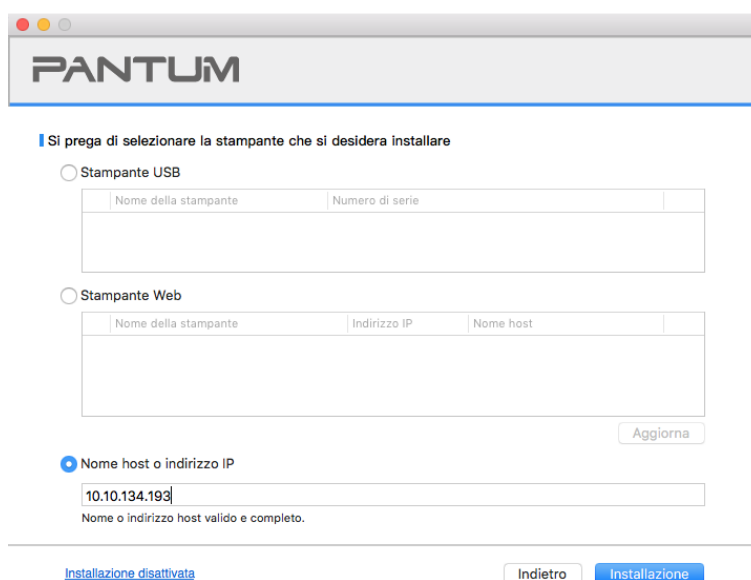 PANTUM
Si prega di selezionare la stampante che si desidera installare
Stampante USB
Nome della stampante Numero di serie
Stampante Web
Nome della stampante Indirizzo IP Nome host
Aggiorna
Nome host o indirizzo IP
10.10.134.193
Nome o indirizzo host valido e completo.
Installazione disattivata Indietro Installazione